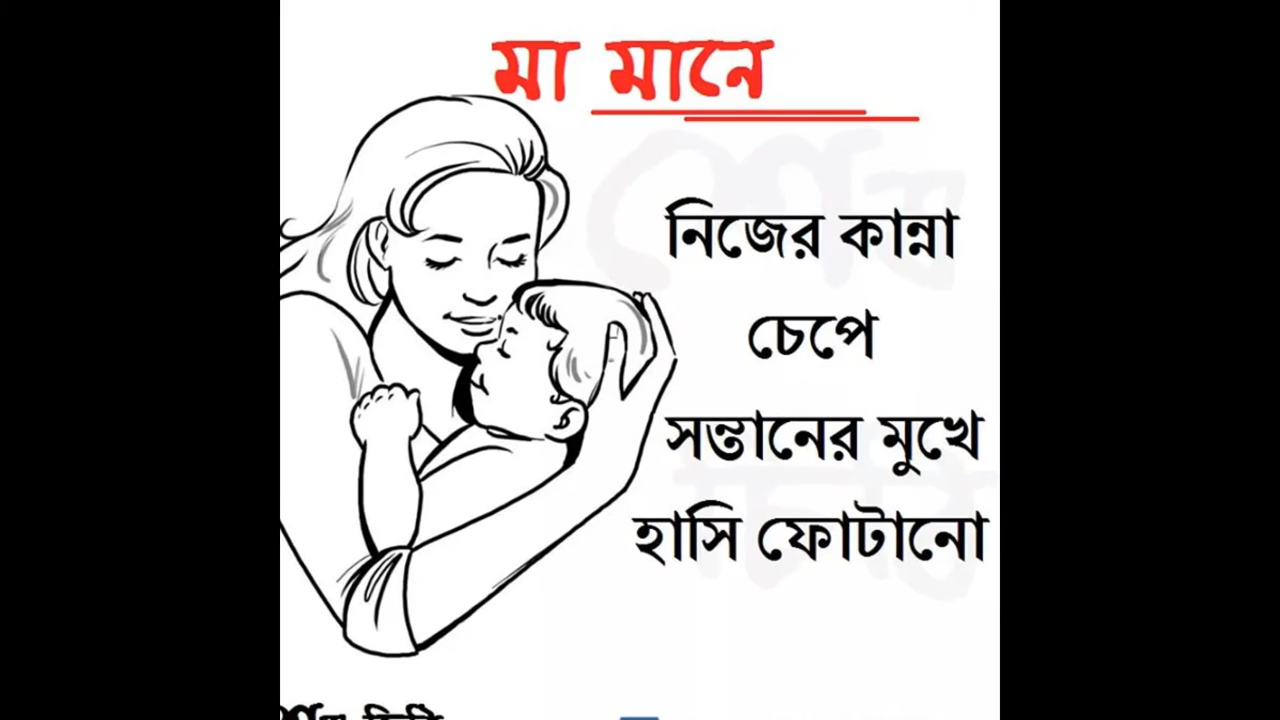 মা মানে
নিজের কান্না
চেপে
সন্তানের মুখে
হাসি ফোটানো